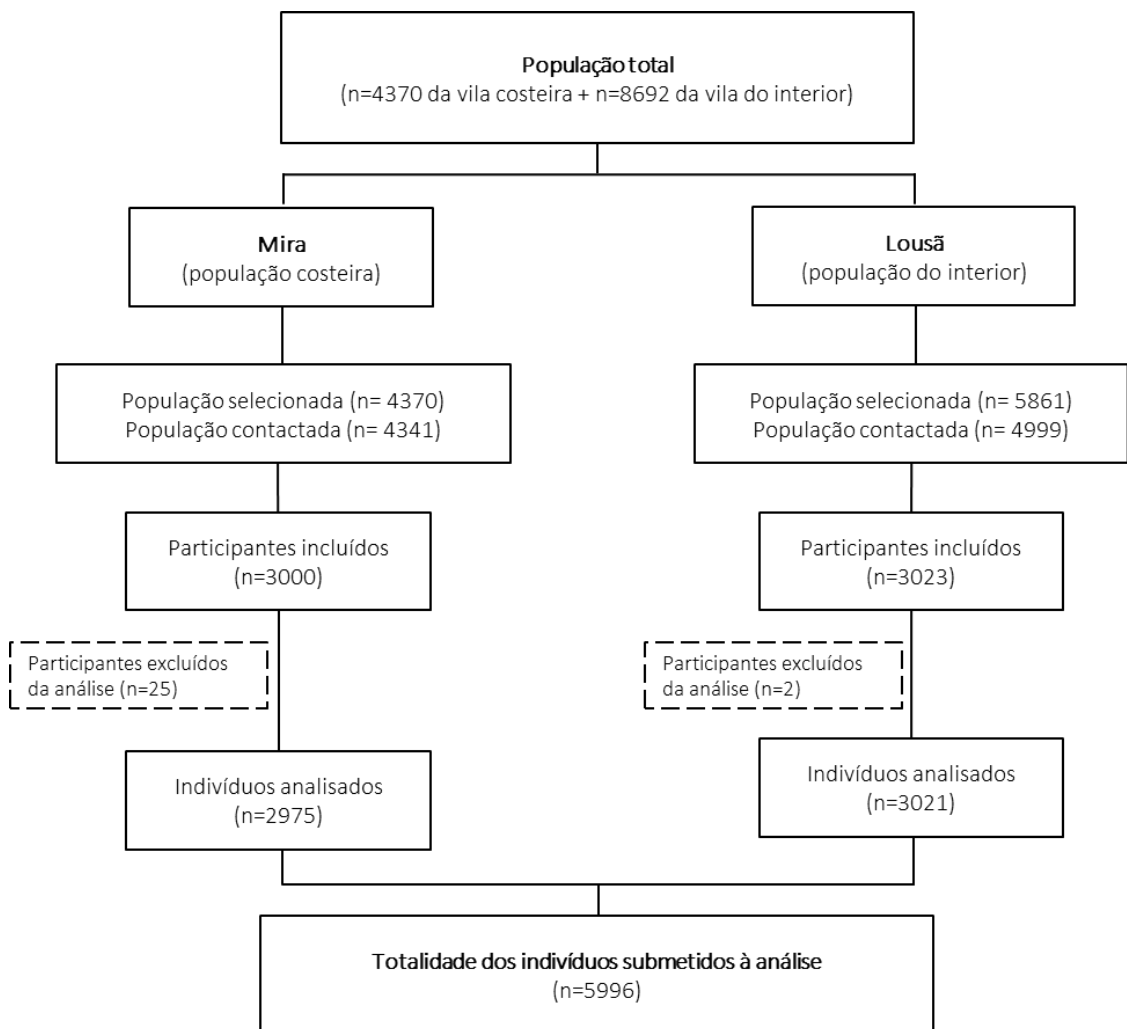 População total
(n=4370 da vila costeira + n=8692 da vila do interior)
Mira
(população costeira)
Lousã
(população do interior)
População selecionada (n= 4370)
População contactada (n= 4341)
População selecionada (n= 5861)
População contactada (n= 4999)
Participantes incluídos
(n=3000)
Participantes incluídos
(n=3023)
Participantes excluídos
da análise (n=25)
Participantes excluídos
da análise (n=2)
Indivíduos analisados
(n=2975)
Indivíduos analisados
(n=3021)
Totalidade dos indivíduos submetidos à análise
(n=5996)